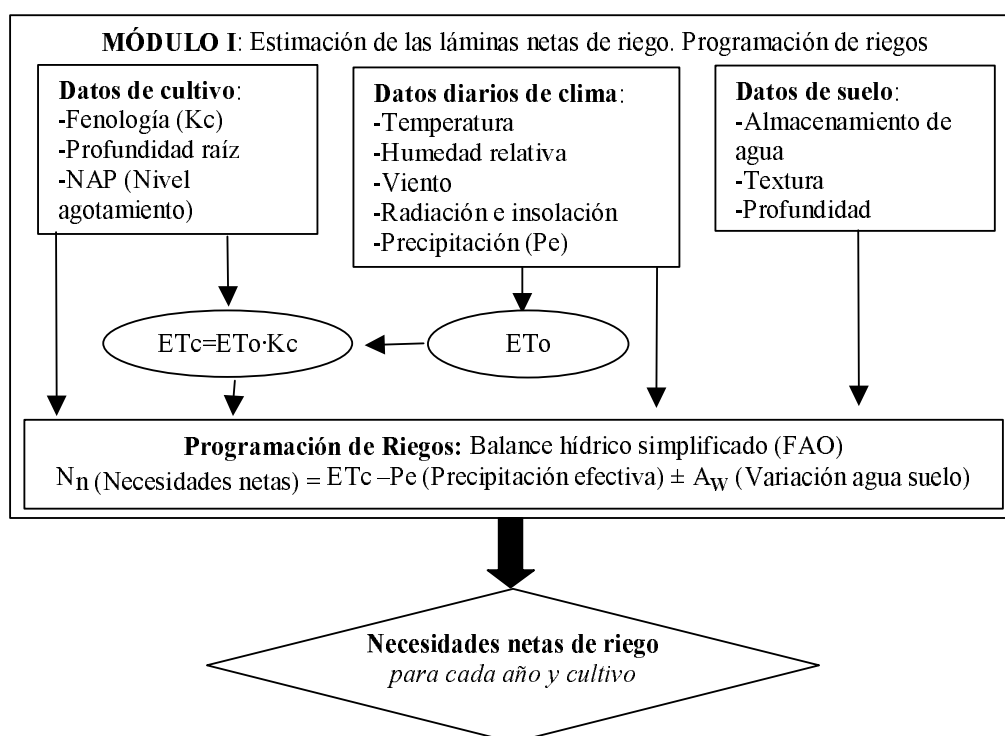 MÓDULO I: Estimación de las láminas netas de riego. Programación de riegos
Datos de cultivo:
-Fenología (Kc)
-Profundidad raíz
-NAP (Nivel
agotamiento)
Datos diarios de clima:
-Temperatura
-Humedad relativa
-Viento
-Radiación e insolación
-Precipitación (Pe)
Datos de suelo:
-Almacenamiento de
agua
-Textura
-Profundidad
ETc=ETo·Kc
ETo
Programación de Riegos: Balance hídrico simplificado (FAO)
Nn (Necesidades netas) = ETc –Pe (Precipitación efectiva) ± Aw (Variación agua suelo)
Necesidades netas de riego
para cada año y cultivo